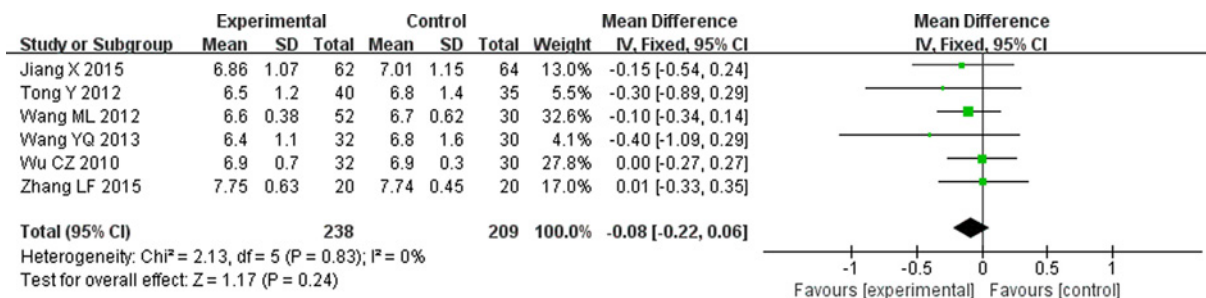 Experimental Control Mean Difference Mean Difference
Study or Subgroup Mean SD Total Mean SD Total Weight IV, Fixed, 95% CI IV, Fixed, 95% CI
Jiang X 2015 6.86 1.07 62 7.01 1.15 64 13.0% -0.15 [-0.54, 0.24]
Tong Y 2012 6.5 1.2 40 6.8 1.4 35 5.5% -0.30 [-0.89, 0.29]
Wang ML 2012 6.6 0.38 52 6.7 0.62 30 32.6% -0.10 [-0.34, 0.14]
Wang YQ 2013 6.4 1.1 32 6.8 1.6 30 4.1% -0.40 [-1.09, 0.29]
Wu CZ 2010 6.9 0.7 32 6.9 0.3 30 27.8% 0.00 [-0.27, 0.27]
Zhang LF 2015 7.75 0.63 20 7.74 0.45 20 17.0% 0.01 [-0.33, 0.35]
Total (95% CI) 238 209 100.0% -0.08 [-0.22, 0.06]
Heterogeneity: Chi² = 2.13, df = 5 (P = 0.83); I² = 0%
Test for overall effect: Z = 1.17 (P = 0.24)
-1 -0.5 0 0.5 1
Favours [experimental] Favours [control]